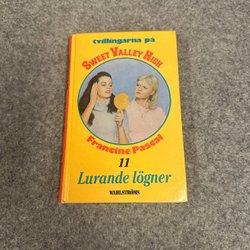 tvillingarna på
SWEET VALLEY HIGH
Francine Pascal
11
Lurande lögner
WAHLSTRÖMS